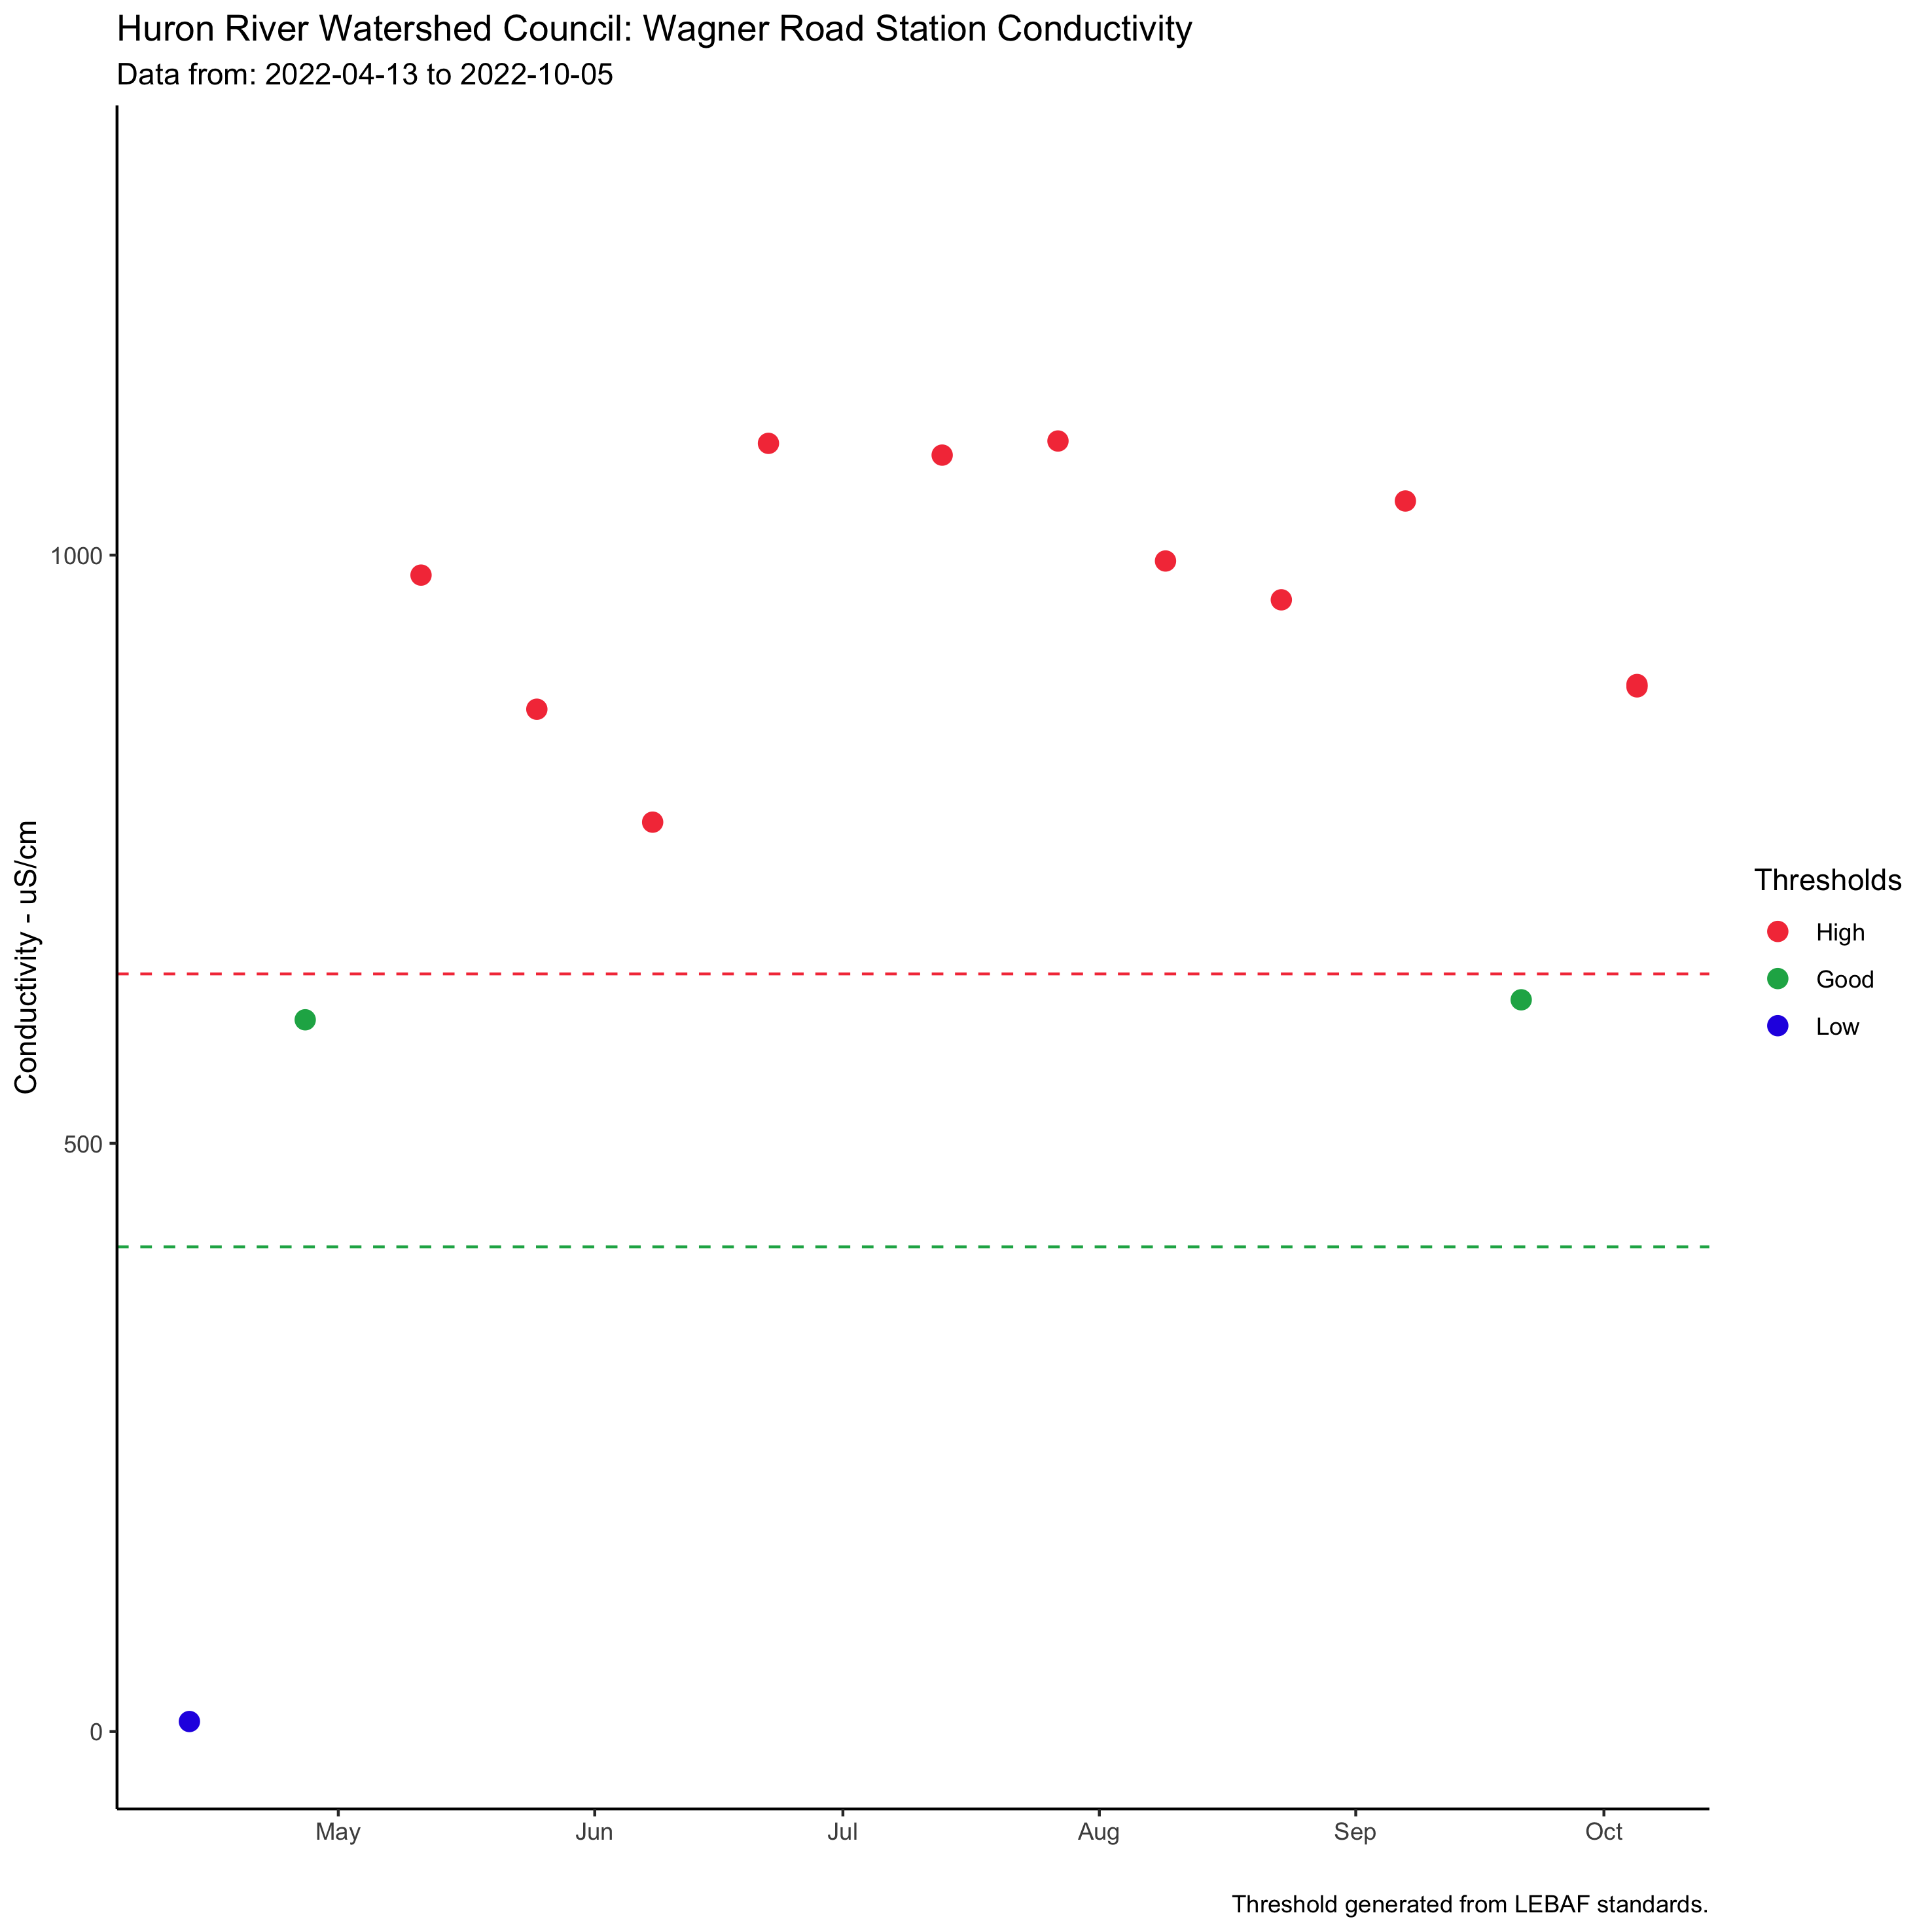 Huron River Watershed Council: Wagner Road Station Conductivity
Data from: 2022-04-13 to 2022-10-05
Conductivity - uS/cm
1000
500
0
May Jun Jul Aug Sep Oct
Thresholds
High
Good
Low
Threshold generated from LEBAF standards.